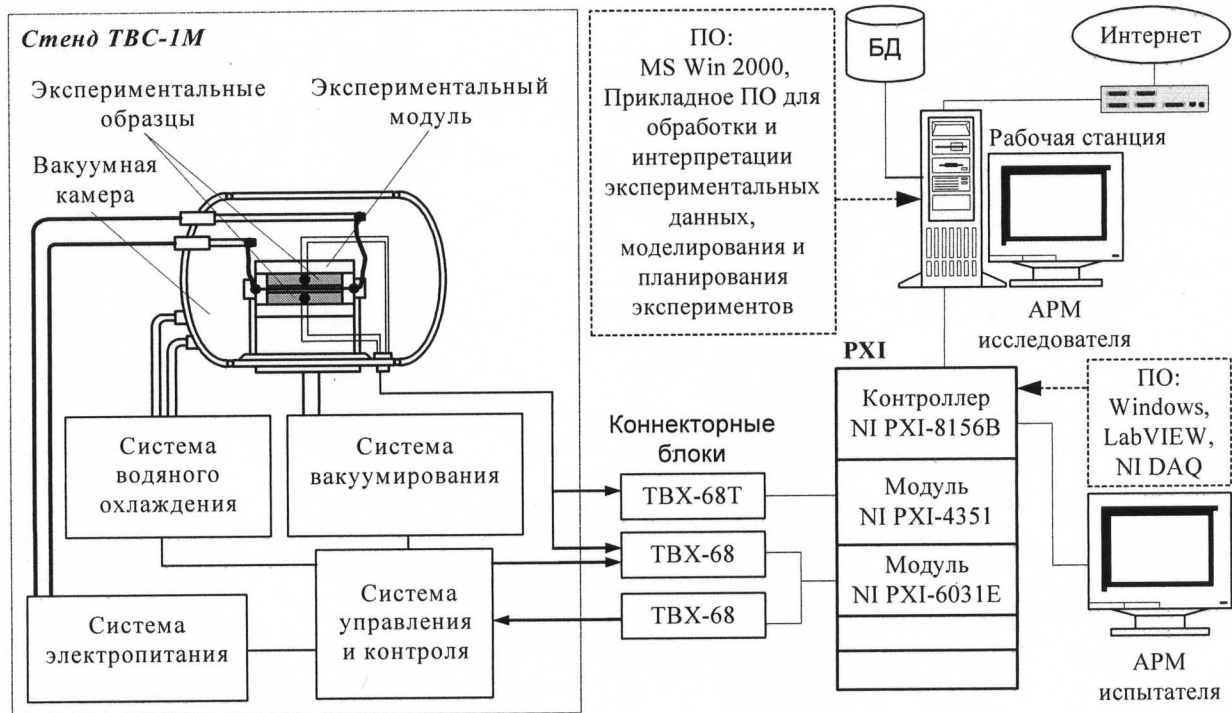 Стенд ТВС-1М
Экспериментальные
образцы
Экспериментальный
модуль
Вакуумная
камера
Система
водяного
охлаждения
Система
вакуумирования
Система
электропитания
Система
управления
и контроля
ПО:
MS Win 2000,
Прикладное ПО для
обработки и
интерпретации
экспериментальных
данных,
моделирования и
планирования
экспериментов
БД
Интернет
Рабочая станция
АРМ
исследователя
PXI
Контроллер
NI PXI-8156B
Модуль
NI PXI-4351
Модуль
NI PXI-6031E
Коннекторные
блоки
TBX-68T
TBX-68
TBX-68
ПО:
Windows,
LabVIEW,
NI DAQ
АРМ
испытателя